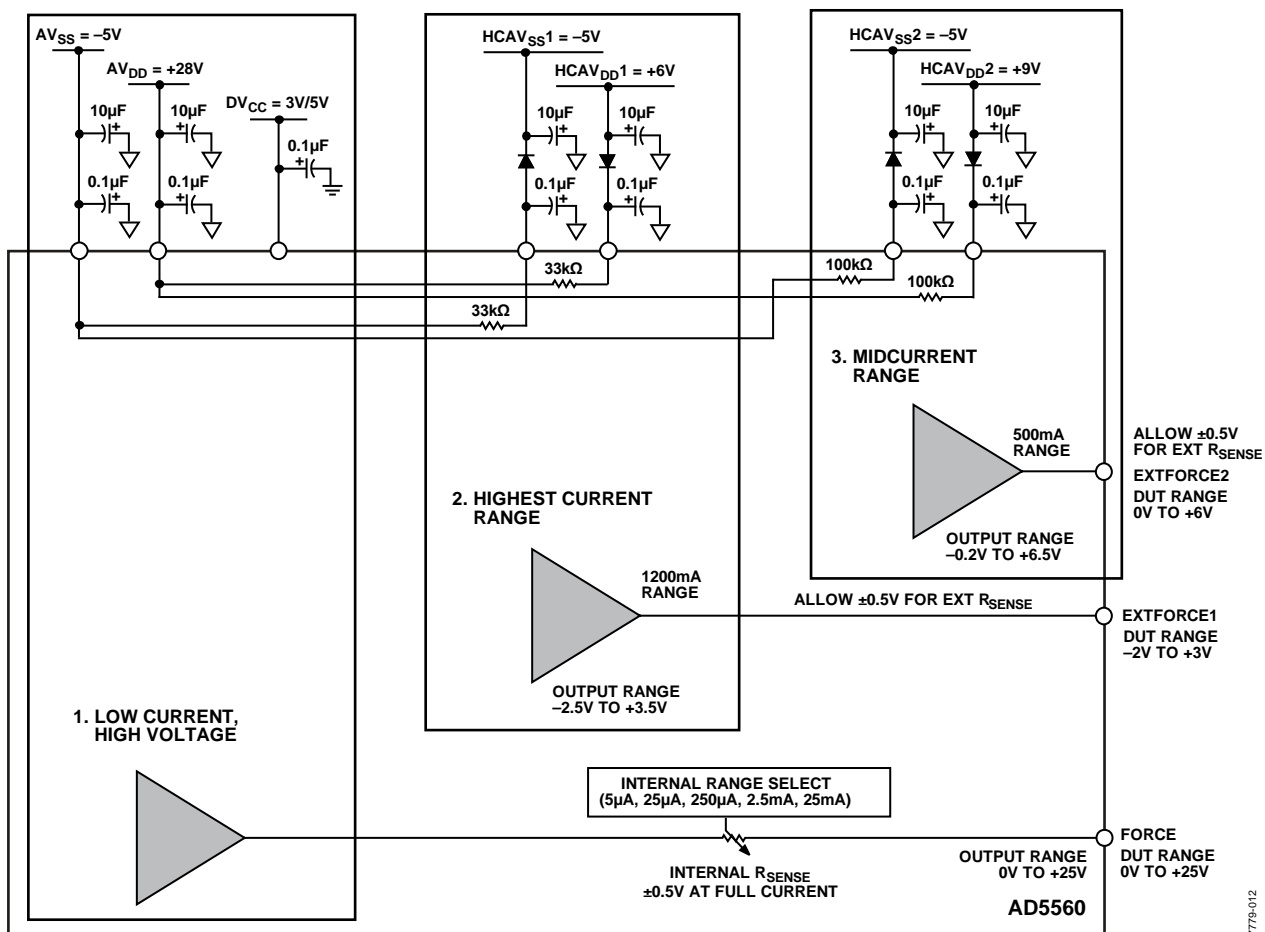 AVSS = –5V
AVDD = +28V
DVCC = 3V/5V
10µF
10µF
0.1µF
0.1µF
0.1µF
HCAVSS1 = –5V
HCAVDD1 = +6V
10µF
10µF
0.1µF
0.1µF
HCAVSS2 = –5V
HCAVDD2 = +9V
10µF
10µF
0.1µF
0.1µF
33kΩ
100kΩ
100kΩ
33kΩ
3. MIDCURRENT
RANGE
500mA
RANGE
OUTPUT RANGE
–0.2V TO +6.5V
ALLOW ±0.5V
FOR EXT RSENSE
EXTFORCE2
DUT RANGE
0V TO +6V
2. HIGHEST CURRENT
RANGE
1200mA
RANGE
OUTPUT RANGE
–2.5V TO +3.5V
ALLOW ±0.5V FOR EXT RSENSE
EXTFORCE1
DUT RANGE
–2V TO +3V
1. LOW CURRENT,
HIGH VOLTAGE
INTERNAL RANGE SELECT
(5µA, 25µA, 250µA, 2.5mA, 25mA)
INTERNAL RSENSE
±0.5V AT FULL CURRENT
OUTPUT RANGE
0V TO +25V
FORCE
DUT RANGE
0V TO +25V
AD5560
7779-012